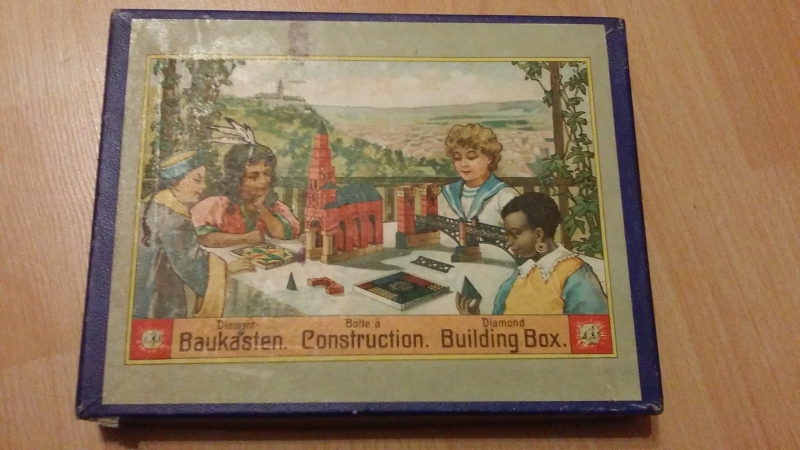 Diamant- Boîte à Diamond
Baukasten. Construction. Building Box.